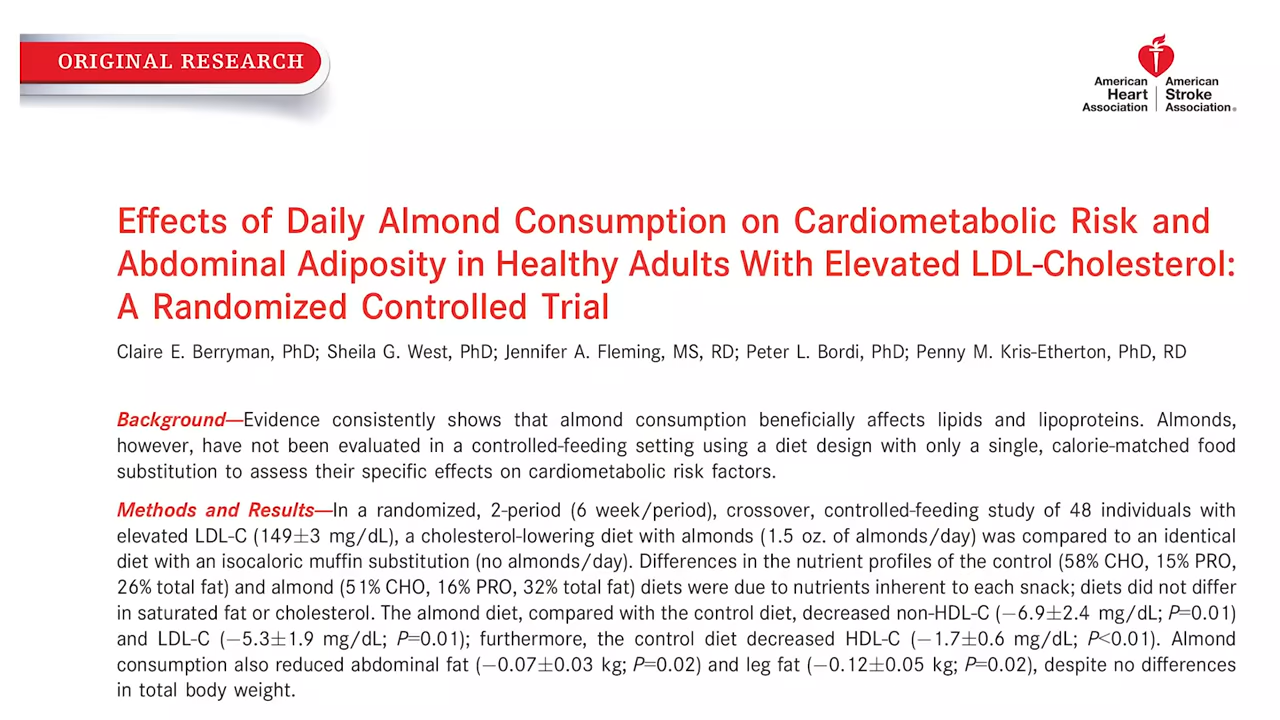 ORIGINAL RESEARCH
American Heart Association
American Stroke Association®
Effects of Daily Almond Consumption on Cardiometabolic Risk and
Abdominal Adiposity in Healthy Adults With Elevated LDL-Cholesterol:
A Randomized Controlled Trial
Claire E. Berryman, PhD; Sheila G. West, PhD; Jennifer A. Fleming, MS, RD; Peter L. Bordi, PhD; Penny M. Kris-Etherton, PhD, RD
Background—Evidence consistently shows that almond consumption beneficially affects lipids and lipoproteins. Almonds,
however, have not been evaluated in a controlled-feeding setting using a diet design with only a single, calorie-matched food
substitution to assess their specific effects on cardiometabolic risk factors.
Methods and Results—In a randomized, 2-period (6 week/period), crossover, controlled-feeding study of 48 individuals with
elevated LDL-C (149±3 mg/dL), a cholesterol-lowering diet with almonds (1.5 oz. of almonds/day) was compared to an identical
diet with an isocaloric muffin substitution (no almonds/day). Differences in the nutrient profiles of the control (58% CHO, 15% PRO,
26% total fat) and almond (51% CHO, 16% PRO, 32% total fat) diets were due to nutrients inherent to each snack; diets did not differ
in saturated fat or cholesterol. The almond diet, compared with the control diet, decreased non-HDL-C (−6.9±2.4 mg/dL; P=0.01)
and LDL-C (−5.3±1.9 mg/dL; P=0.01); furthermore, the control diet decreased HDL-C (−1.7±0.6 mg/dL; P<0.01). Almond
consumption also reduced abdominal fat (−0.07±0.03 kg; P=0.02) and leg fat (−0.12±0.05 kg; P=0.02), despite no differences
in total body weight.